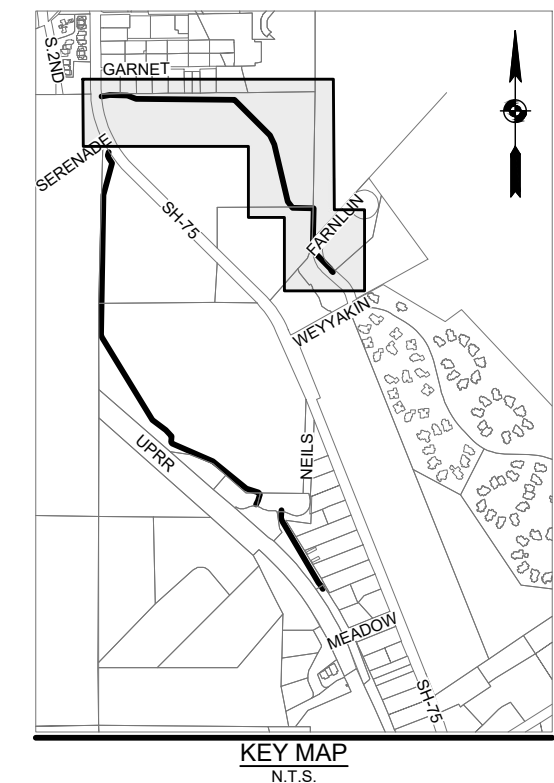 S.2ND
GARNET
SERENADE
SH-75
FARNLUN
WEYYAKIN
UPRR
NEILS
MEADOW
SH-75
KEY MAP
N.T.S.